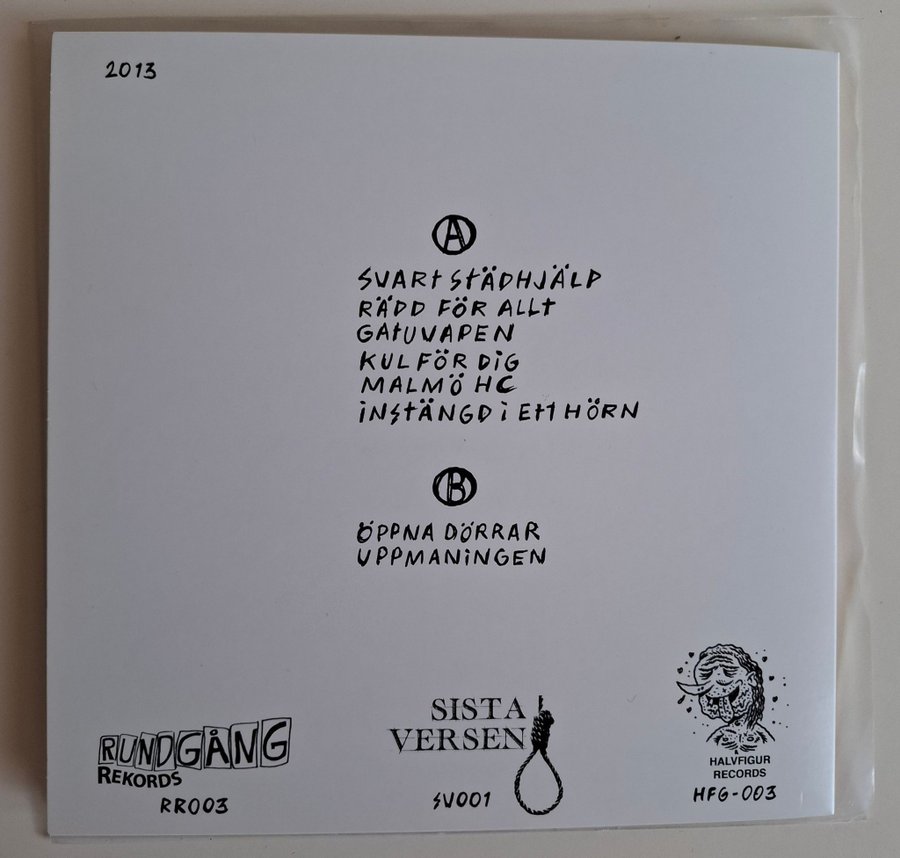 2013
A
SVART STÄDHJÄLP
RÄDD FÖR ALLT
GATUVAPEN
KUL FÖR DiG
MALMÖ HC
iNSTÄNGD i ETT HÖRN
B
ÖPPNA DÖRRAR
UPPMANiNGEN
RUNDGÅNG
REKORDS
RR003
SISTA
VERSEN
SV001
HALVFIGUR
RECORDS
HFG-003